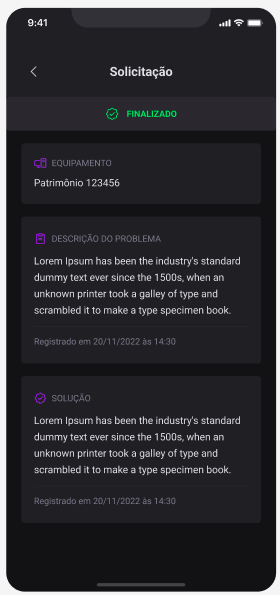 9:41
Solicitação
FINALIZADO
EQUIPAMENTO
Patrimônio 123456
DESCRIÇÃO DO PROBLEMA
Lorem Ipsum has been the industry's standard
dummy text ever since the 1500s, when an
unknown printer took a galley of type and
scrambled it to make a type specimen book.
Registrado em 20/11/2022 às 14:30
SOLUÇÃO
Lorem Ipsum has been the industry's standard
dummy text ever since the 1500s, when an
unknown printer took a galley of type and
scrambled it to make a type specimen book.
Registrado em 20/11/2022 às 14:30